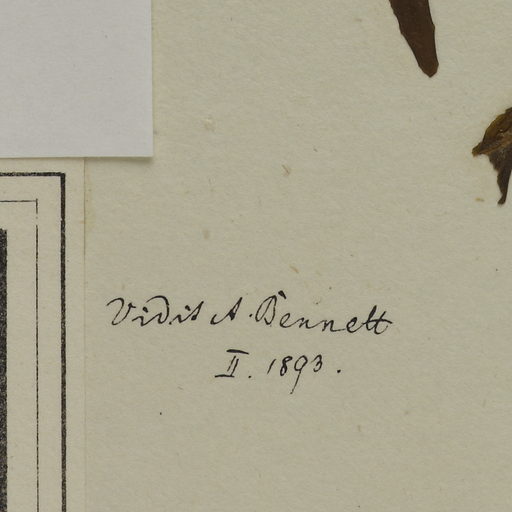 Vidit A. Bennett
II. 1893.